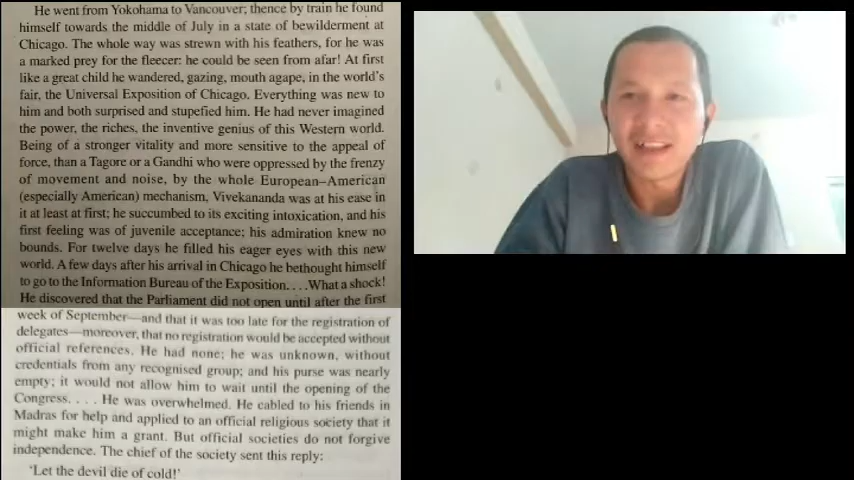 He went from Yokohama to Vancouver; thence by train he found
himself towards the middle of July in a state of bewilderment at
Chicago. The whole way was strewn with his feathers, for he was
a marked prey for the fleecer: he could be seen from afar! At first
like a great child he wandered, gazing, mouth agape, in the world's
fair, the Universal Exposition of Chicago. Everything was new to
him and both surprised and stupefied him. He had never imagined
the power, the riches, the inventive genius of this Western world.
Being of a stronger vitality and more sensitive to the appeal of
force, than a Tagore or a Gandhi who were oppressed by the frenzy
of movement and noise, by the whole European–American
(especially American) mechanism, Vivekananda was at his ease in
it at least at first; he succumbed to its exciting intoxication, and his
first feeling was of juvenile acceptance; his admiration knew no
bounds. For twelve days he filled his eager eyes with this new
world. A few days after his arrival in Chicago he bethought himself
to go to the Information Bureau of the Exposition. . . . What a shock!
He discovered that the Parliament did not open until after the first
week of September—and that it was too late for the registration of
delegates—moreover, that no registration would be accepted without
official references. He had none; he was unknown, without
credentials from any recognised group; and his purse was nearly
empty; it would not allow him to wait until the opening of the
Congress. . . . He was overwhelmed. He cabled to his friends in
Madras for help and applied to an official religious society that it
might make him a grant. But official societies do not forgive
independence. The chief of the society sent this reply:
'Let the devil die of cold!'